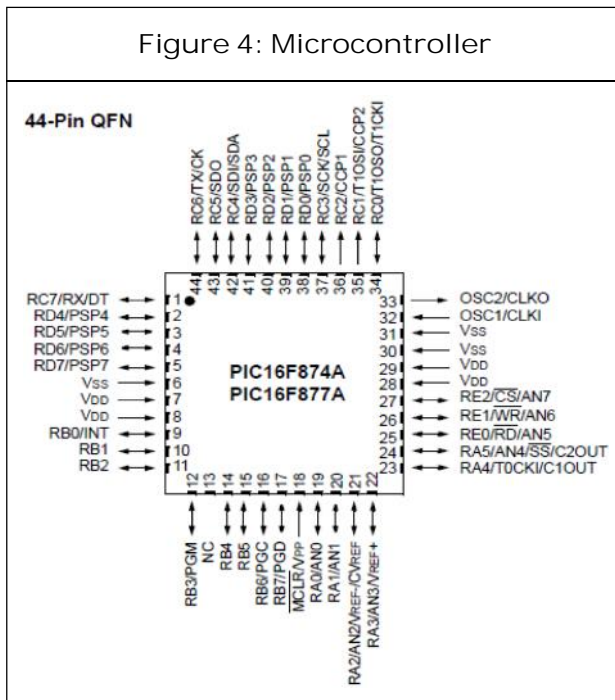 Figure 4: Microcontroller
44-Pin QFN
RC6/TX/CK
RC5/SDO
RC4/SDI/SDA
RD3/PSP3
RD2/PSP2
RD1/PSP1
RD0/PSP0
RC3/SCK/SCL
RC2/CCP1
RC1/T1OSI/CCP2
RC0/T1OSO/T1CKI
44
43
42
41
40
39
38
37
36
35
34
RC7/RX/DT 1
RD4/PSP4 2
RD5/PSP5 3
RD6/PSP6 4
RD7/PSP7 5
VSS 6
VDD 7
VDD 8
RB0/INT 9
RB1 10
RB2 11
PIC16F874A
PIC16F877A
33 OSC2/CLKO
32 OSC1/CLKI
31 VSS
30 VSS
29 VDD
28 VDD
27 RE2/CS/AN7
26 RE1/WR/AN6
25 RE0/RD/AN5
24 RA5/AN4/SS/C2OUT
23 RA4/T0CKI/C1OUT
12
13
14
15
16
17
18
19
20
21
22
RB3/PGM
NC
RB4
RB5
RB6/PGC
RB7/PGD
MCLR/VPP
RA0/AN0
RA1/AN1
RA2/AN2/VREF-/CVREF
RA3/AN3/VREF+